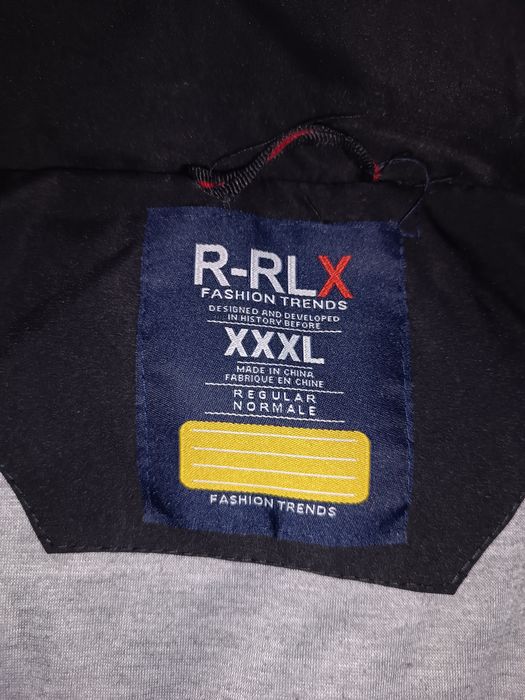 R-RLX
FASHION TRENDS
DESIGNED AND DEVELOPED
IN HISTORY BEFORE
XXXL
MADE IN CHINA
FABRIQUE EN CHINE
REGULAR
NORMALE
FASHION TRENDS